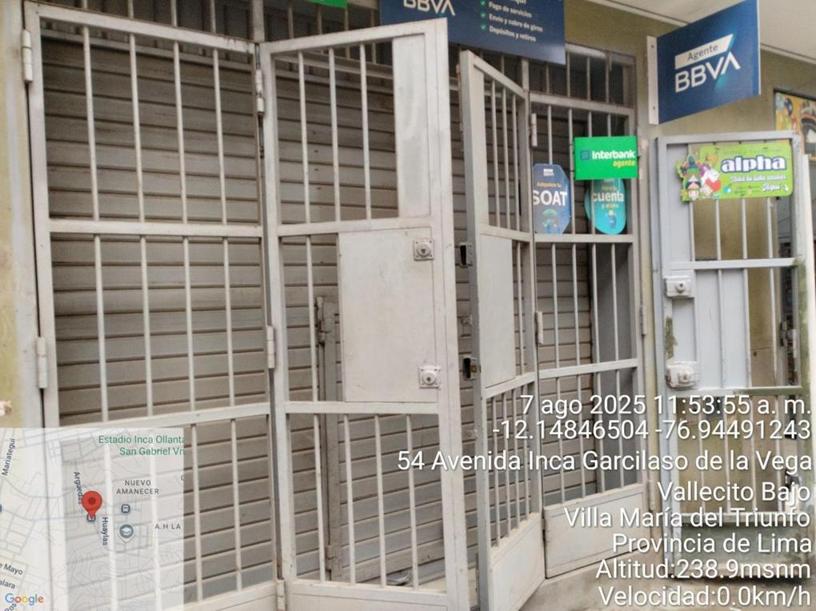 BBVA
Pago de servicios
Envío y cobro de giros
Depósitos y retiros
Agente
BBVA
Interbank
agente
SOAT
cuenta
alpha
7 ago 2025 11:53:55 a. m.
-12.14846504 -76.94491243
54 Avenida Inca Garcilaso de la Vega
Vallecito Bajo
Villa María del Triunfo
Provincia de Lima
Altitud:238.9msnm
Velocidad:0.0km/h
Estadio Inca Ollanta
San Gabriel
Mariategui
NUEVO
AMANECER
Huaylas
A.H LA
e Mayo
Google